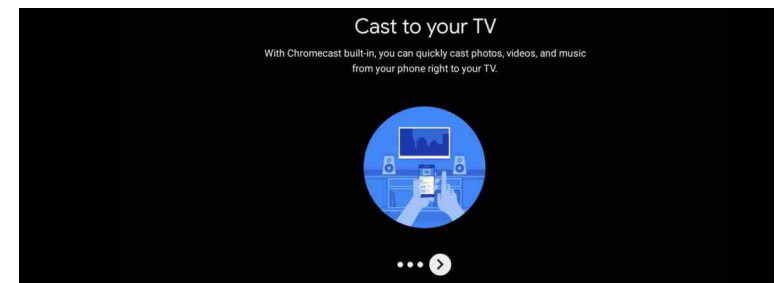 Cast to your TV
With Chromecast built-in, you can quickly cast photos, videos, and music
from your phone right to your TV.